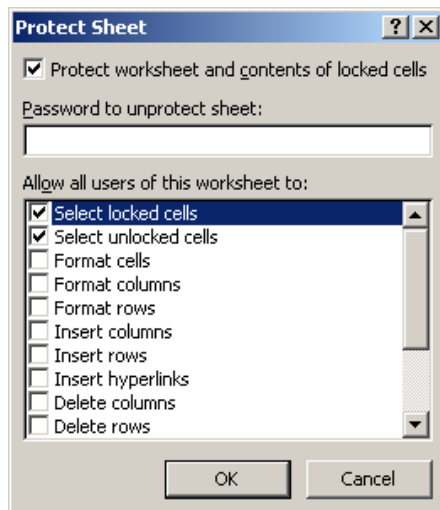 Protect Sheet
Protect worksheet and contents of locked cells
Password to unprotect sheet:
Allow all users of this worksheet to:
Select locked cells
Select unlocked cells
Format cells
Format columns
Format rows
Insert columns
Insert rows
Insert hyperlinks
Delete columns
Delete rows
OK Cancel